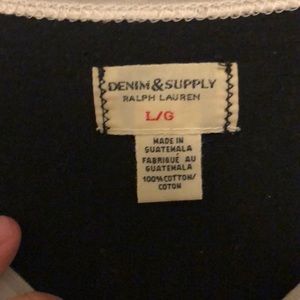 DENIM & SUPPLY
RALPH LAUREN
L/G
MADE IN
GUATEMALA
FABRIQUÉ AU
GUATEMALA
100% COTTON/
COTON